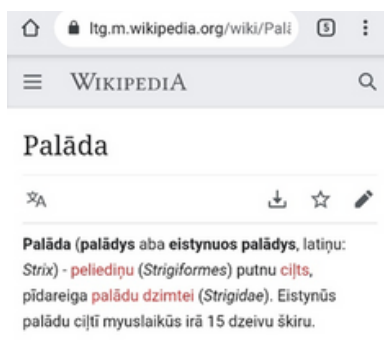 ltg.m.wikipedia.org/wiki/Palā
5
WIKIPEDIA
Palāda
Palāda (palādys aba eistynuos palādys, latiņu:
Strix) - peliediņu (Strigiformes) putnu ciļts,
pīdareiga palādu dzimtei (Strigidae). Eistynūs
palādu ciļtī myuslaikūs irā 15 dzeivu škiru.